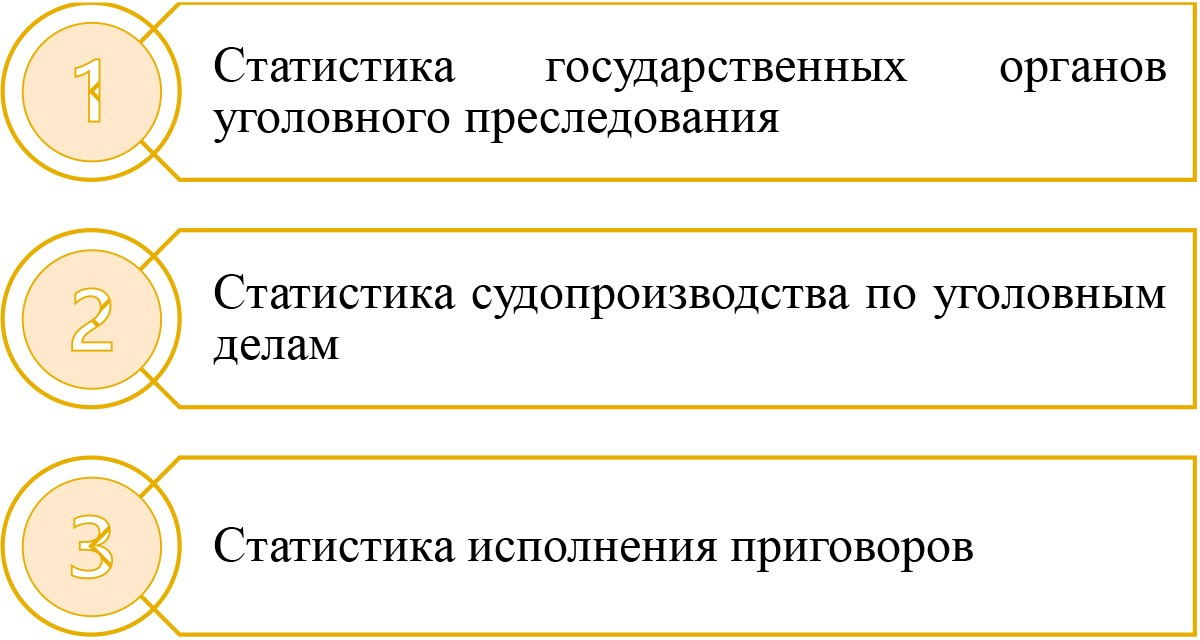 1
Статистика государственных органов
уголовного преследования
2
Статистика судопроизводства по уголовным
делам
3
Статистика исполнения приговоров